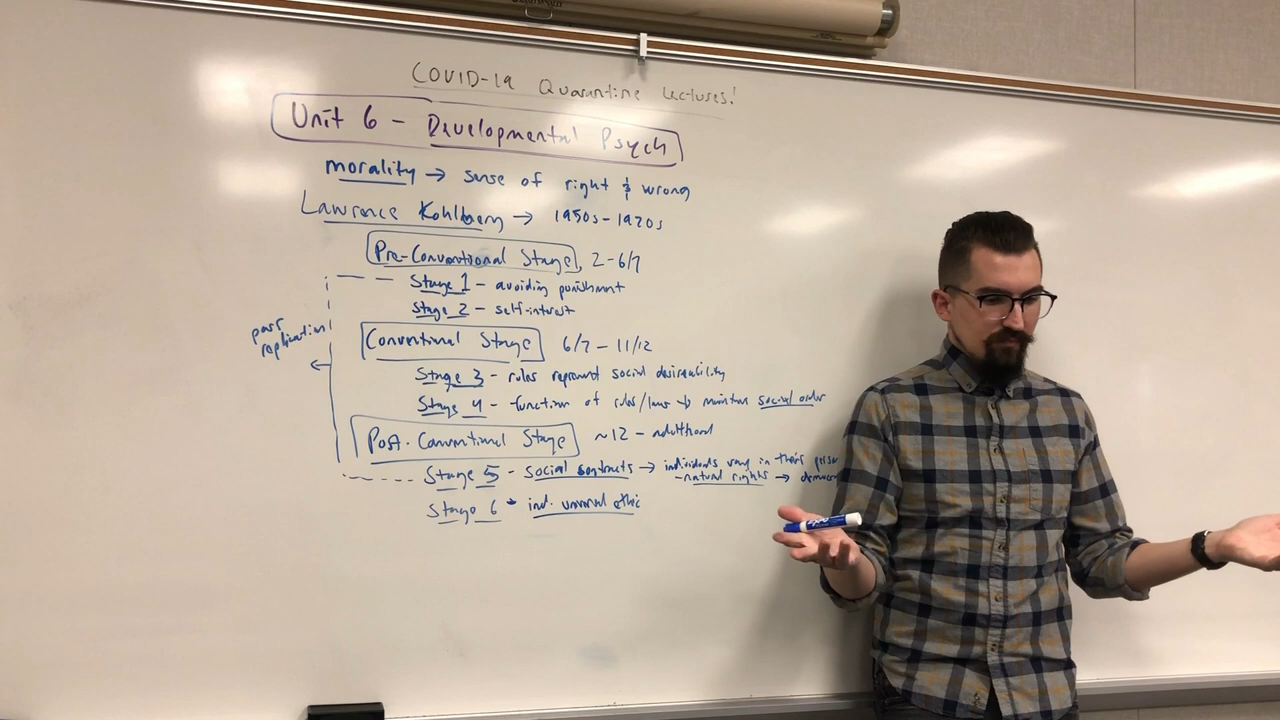 COVID-19 Quarantine Lectures!
Unit 6 - Developmental Psych
morality → sense of right & wrong
Lawrence Kohlberg → 1950s-1970s
Pre-Conventional Stage, 2-6/7
Stage 1 - avoiding punishment
Stage 2 - self-interest
pass replication
Conventional Stage 6/7 - 11/12
Stage 3 - rules represent social desireability
Stage 4 - function of rules/laws → maintain social order
Post-Conventional Stage ~12 - adulthood
Stage 5 - social contracts → individuals vary in their
- natural rights →
Stage 6 - ind. universal ethic
expo